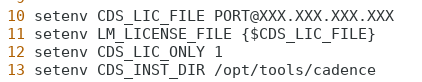 10 setenv CDS_LIC_FILE PORT@XXX.XXX.XXX.XXX
11 setenv LM_LICENSE_FILE {$CDS_LIC_FILE}
12 setenv CDS_LIC_ONLY 1
13 setenv CDS_INST_DIR /opt/tools/cadence